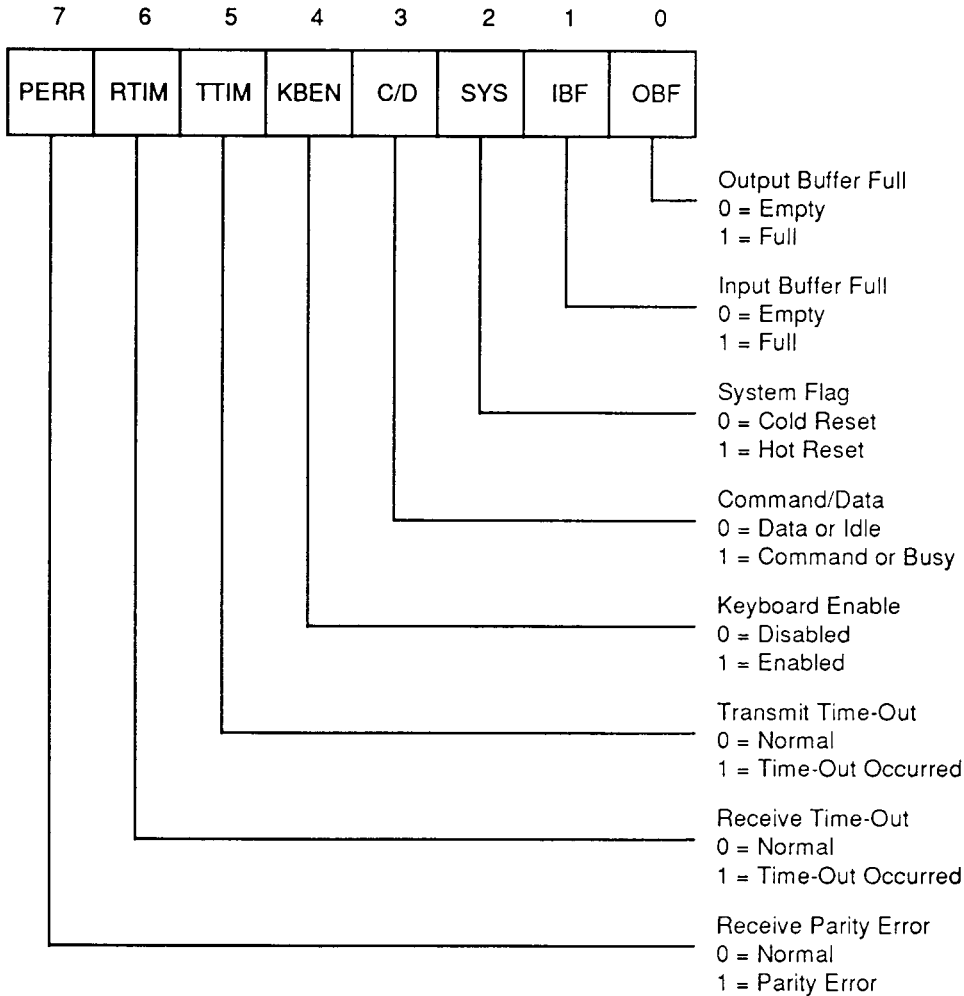 7 6 5 4 3 2 1 0
PERR RTIM TTIM KBEN C/D SYS IBF OBF
Output Buffer Full
0 = Empty
1 = Full
Input Buffer Full
0 = Empty
1 = Full
System Flag
0 = Cold Reset
1 = Hot Reset
Command/Data
0 = Data or Idle
1 = Command or Busy
Keyboard Enable
0 = Disabled
1 = Enabled
Transmit Time-Out
0 = Normal
1 = Time-Out Occurred
Receive Time-Out
0 = Normal
1 = Time-Out Occurred
Receive Parity Error
0 = Normal
1 = Parity Error